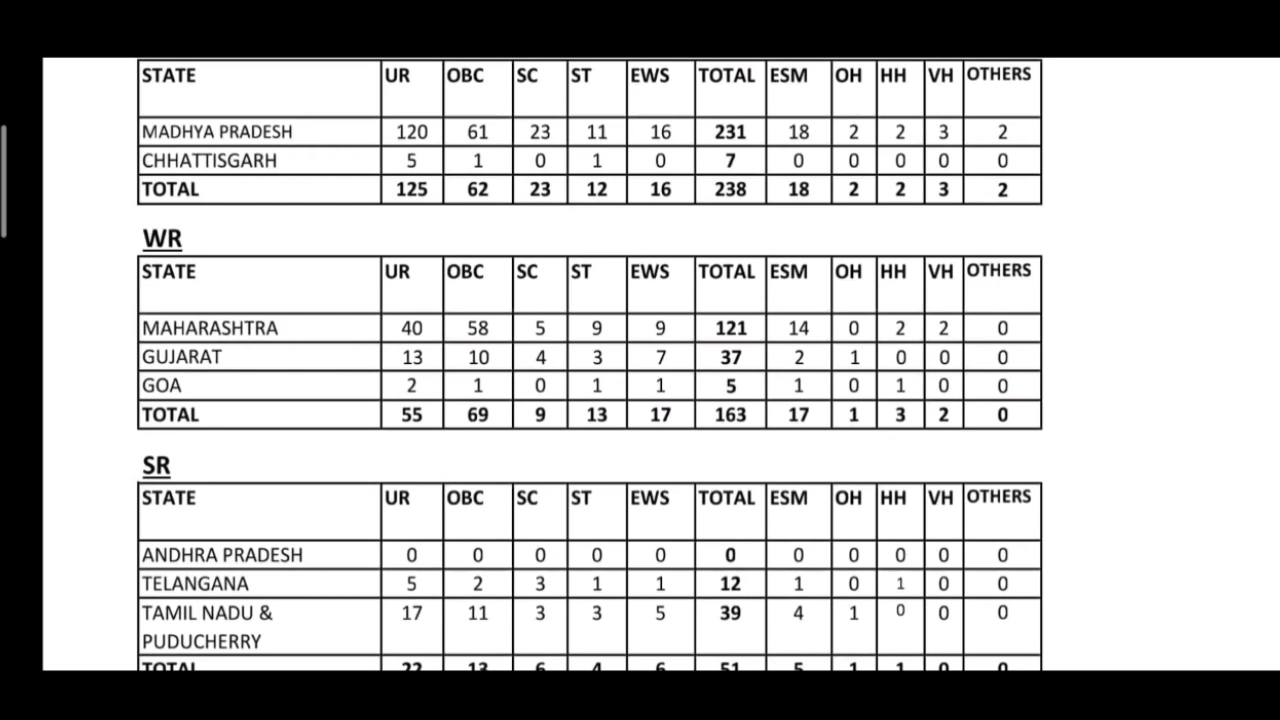 STATE UR OBC SC ST EWS TOTAL ESM OH HH VH OTHERS
MADHYA PRADESH 120 61 23 11 16 231 18 2 2 3 2
CHHATTISGARH 5 1 0 1 0 7 0 0 0 0 0
TOTAL 125 62 23 12 16 238 18 2 2 3 2
WR
STATE UR OBC SC ST EWS TOTAL ESM OH HH VH OTHERS
MAHARASHTRA 40 58 5 9 9 121 14 0 2 2 0
GUJARAT 13 10 4 3 7 37 2 1 0 0 0
GOA 2 1 0 1 1 5 1 0 1 0 0
TOTAL 55 69 9 13 17 163 17 1 3 2 0
SR
STATE UR OBC SC ST EWS TOTAL ESM OH HH VH OTHERS
ANDHRA PRADESH 0 0 0 0 0 0 0 0 0 0 0
TELANGANA 5 2 3 1 1 12 1 0 1 0 0
TAMIL NADU & 17 11 3 3 5 39 4 1 0 0 0
PUDUCHERRY
TOTAL 22 13 6 4 6 51 5 1 1 0 0